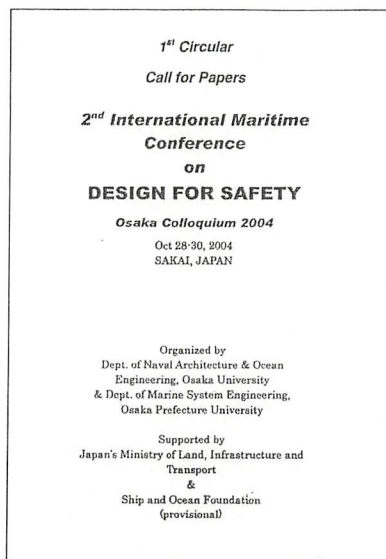 1st Circular
Call for Papers
2nd International Maritime
Conference
on
DESIGN FOR SAFETY
Osaka Colloquium 2004
Oct 28-30, 2004
SAKAI, JAPAN
Organized by
Dept. of Naval Architecture & Ocean
Engineering, Osaka University
& Dept. of Marine System Engineering,
Osaka Prefecture University
Supported by
Japan's Ministry of Land, Infrastructure and
Transport
&
Ship and Ocean Foundation
(provisional)